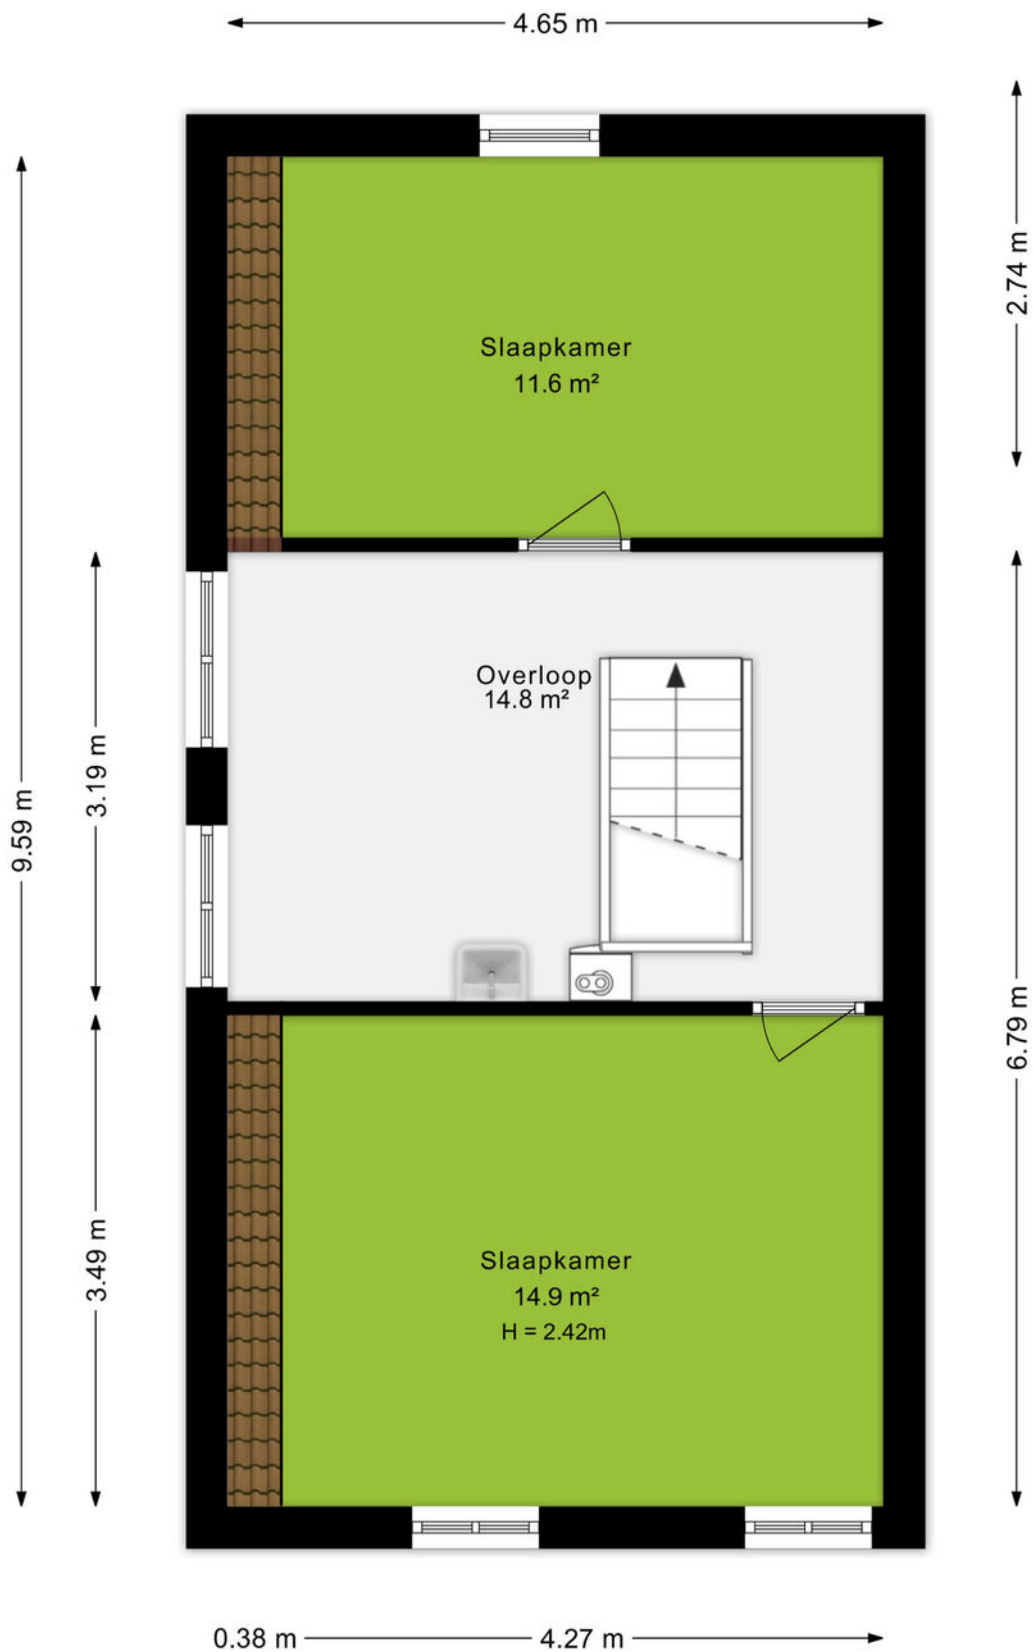 4.65 m
2.74 m
Slaapkamer
11.6 m²
Overloop
14.8 m²
3.19 m
9.59 m
6.79 m
3.49 m
Slaapkamer
14.9 m²
H = 2.42m
0.38 m
4.27 m